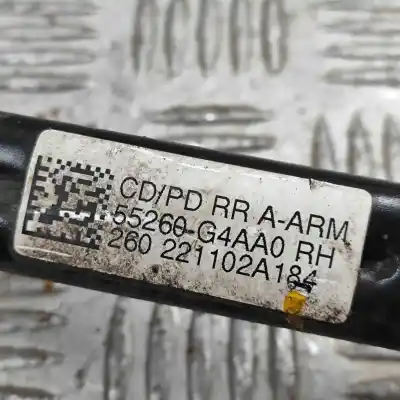 CD/PD RR A-ARM
55260-G4AA0 RH
260 221102A184